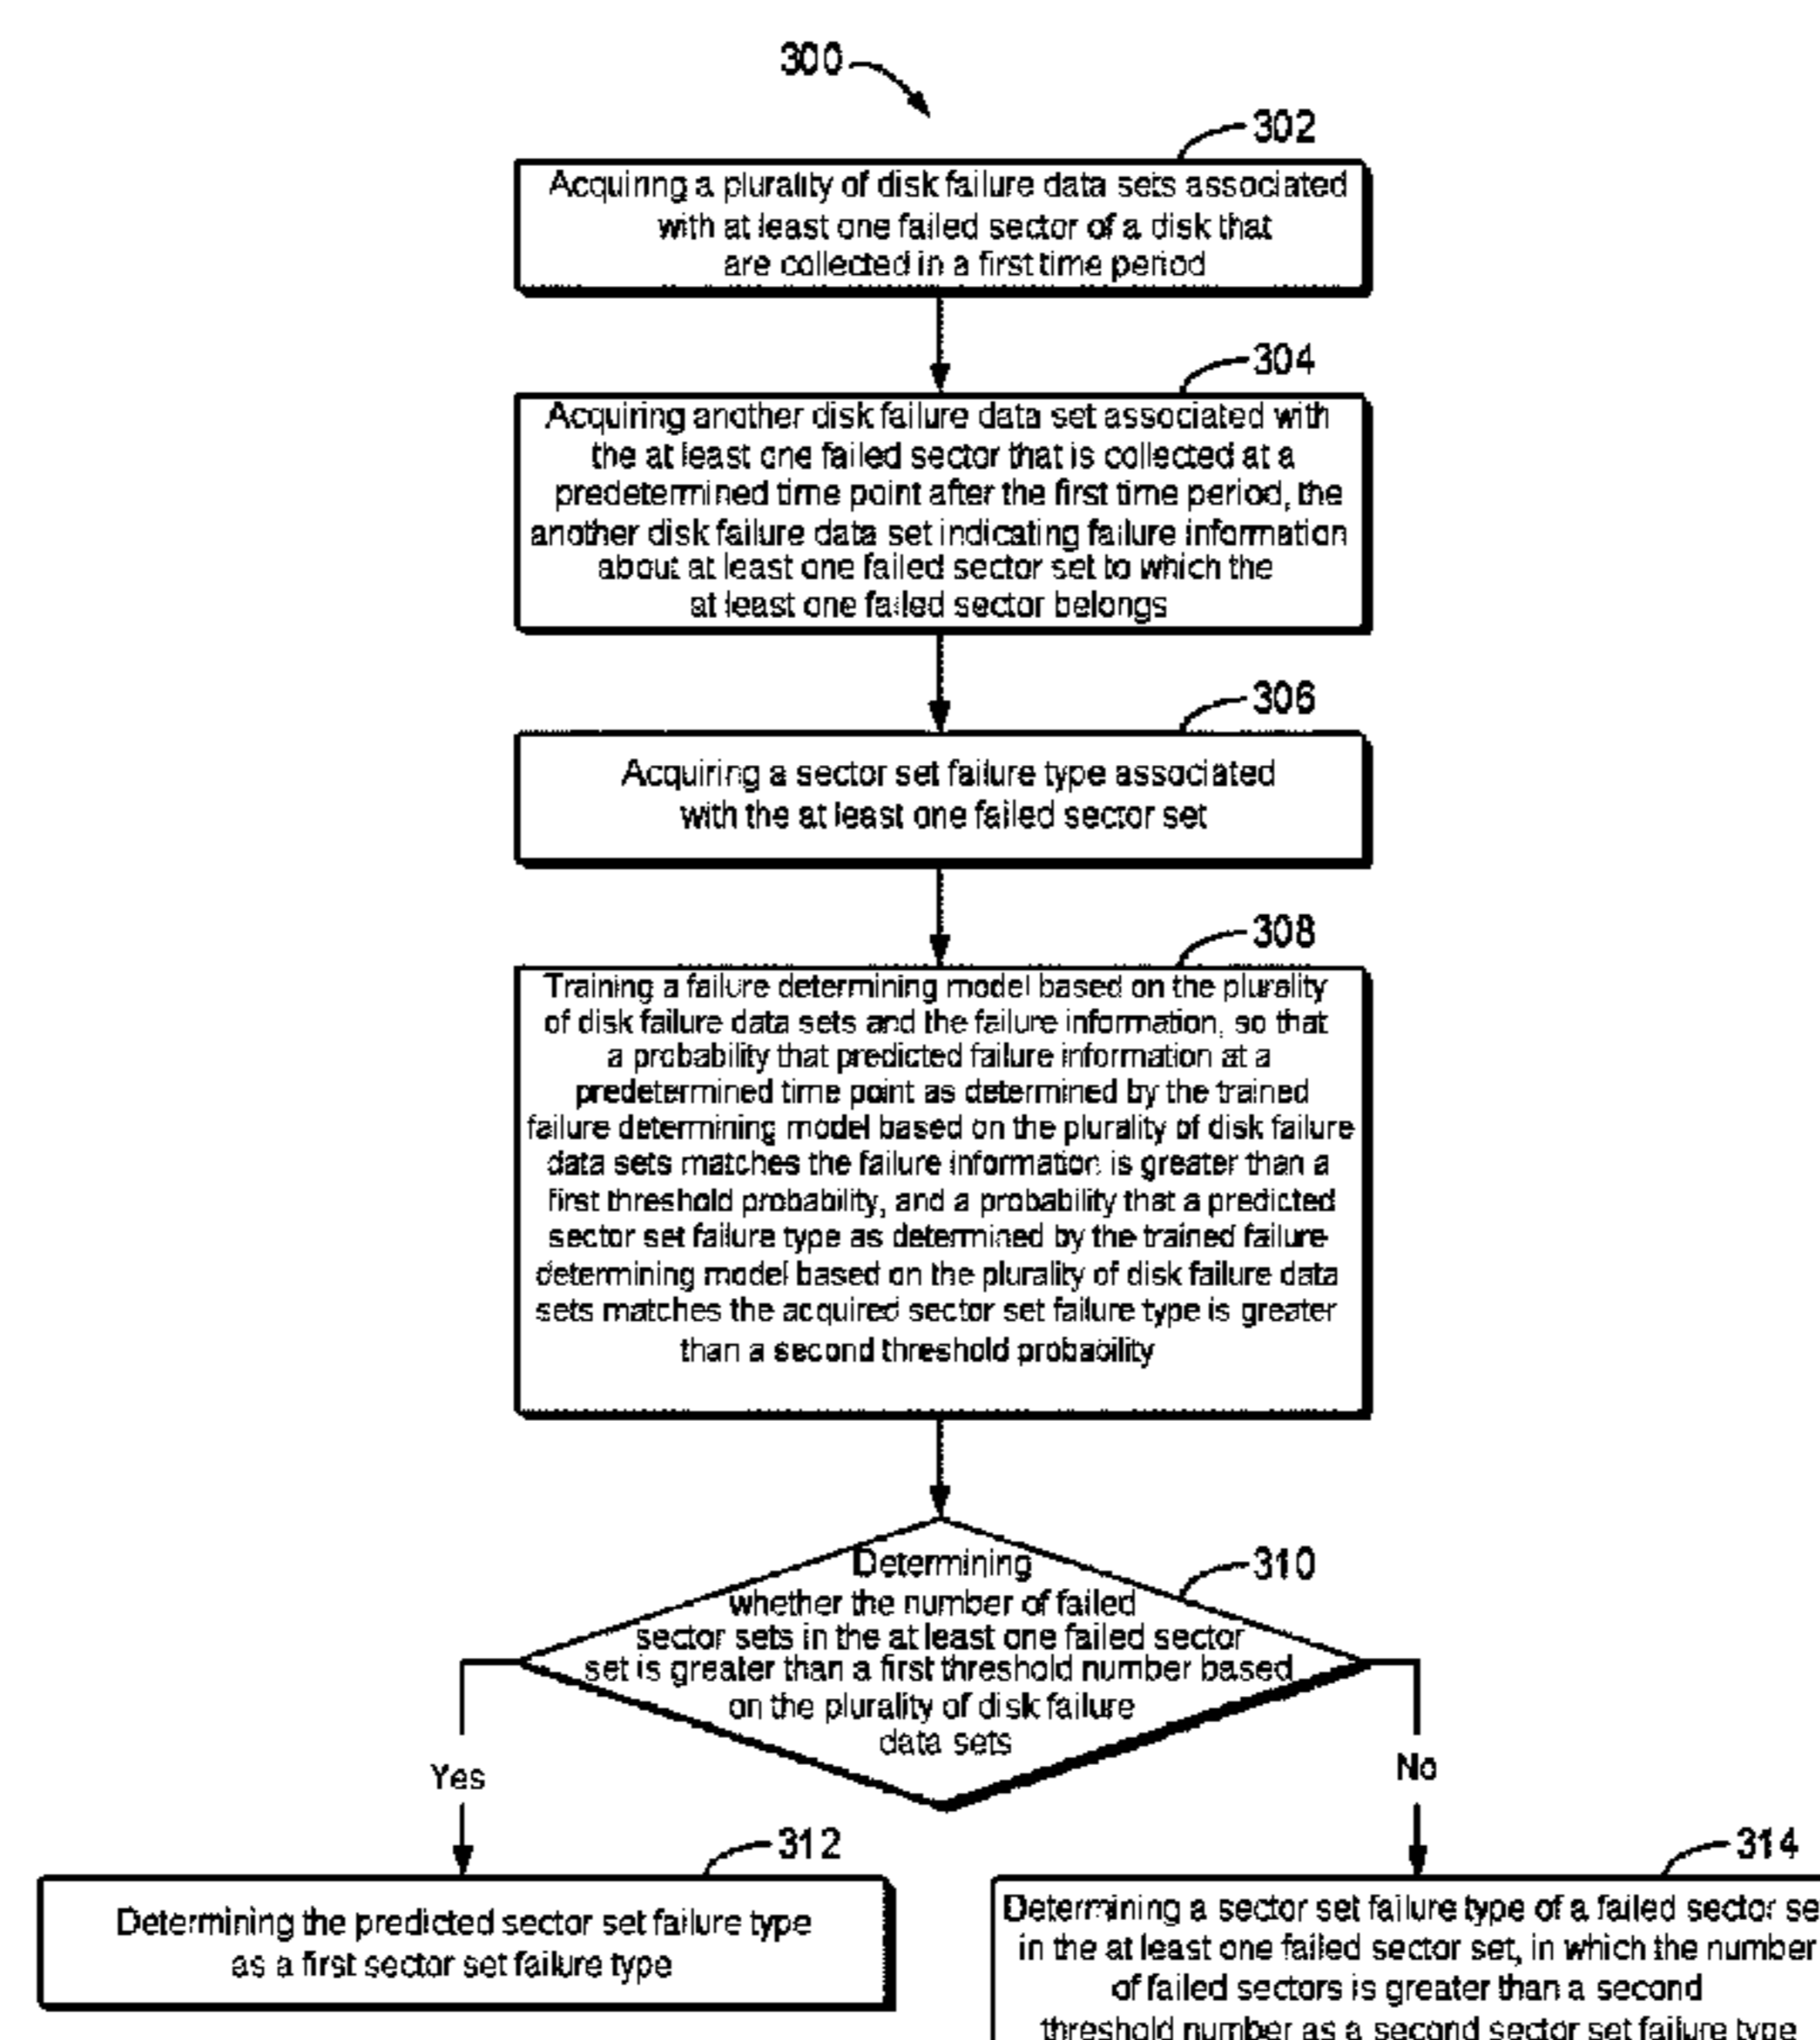 300
302
Acquiring a plurality of disk failure data sets associated
with at least one failed sector of a disk that
are collected in a first time period
304
Acquiring another disk failure data set associated with
the at least one failed sector that is collected at a
predetermined time point after the first time period, the
another disk failure data set indicating failure information
about at least one failed sector set to which the
at least one failed sector belongs
306
Acquiring a sector set failure type associated
with the at least one failed sector set
308
Training a failure determining model based on the plurality
of disk failure data sets and the failure information, so that
a probability that predicted failure information at a
predetermined time point as determined by the trained
failure determining model based on the plurality of disk failure
data sets matches the failure information is greater than a
first threshold probability, and a probability that a predicted
sector set failure type as determined by the trained failure
determining model based on the plurality of disk failure data
sets matches the acquired sector set failure type is greater
than a second threshold probability
310
Determining
whether the number of failed
sector sets in the at least one failed sector
set is greater than a first threshold number based
on the plurality of disk failure
data sets
Yes
No
312
Determining the predicted sector set failure type
as a first sector set failure type
314
Determining a sector set failure type of a failed sector se
in the at least one failed sector set, in which the number
of failed sectors is greater than a second
threshold number as a second sector set failure type